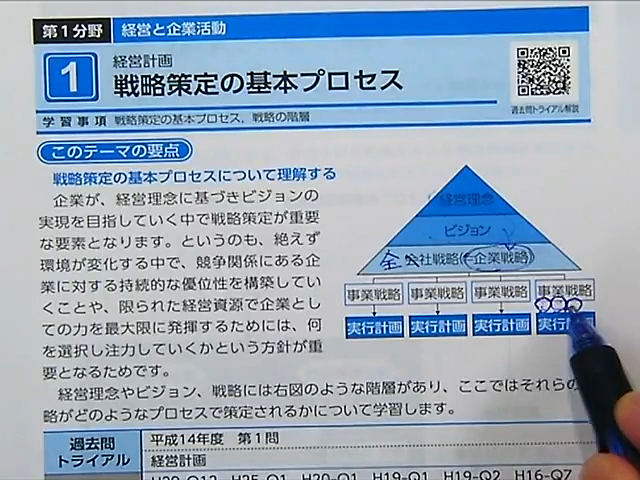 第1分野 経営と企業活動
1
経営計画
戦略策定の基本プロセス
過去問トライアル解説
学習事項 戦略策定の基本プロセス，戦略の階層
このテーマの要点
戦略策定の基本プロセスについて理解する
企業が、経営理念に基づきビジョンの
実現を目指していく中で戦略策定が重要
な要素となります。というのも、絶えず
環境が変化する中で、競争関係にある企
業に対する持続的な優位性を構築してい
くことや、限られた経営資源で企業とし
ての力を最大限に発揮するためには、何
を選択し注力していくかという方針が重
要となるためです。
経営理念
ビジョン
全 会社戦略(=企業戦略)
事業戦略 事業戦略 事業戦略 事業戦略
実行計画 実行計画 実行計画 実行
経営理念やビジョン、戦略には右図のような階層があり、ここではそれらの
略がどのようなプロセスで策定されるかについて学習します。
過去問
トライアル
平成14年度 第1問
経営計画
H29-Q12 H25-Q1 H20-Q1 H19-Q1 H19-Q2 H16-Q7